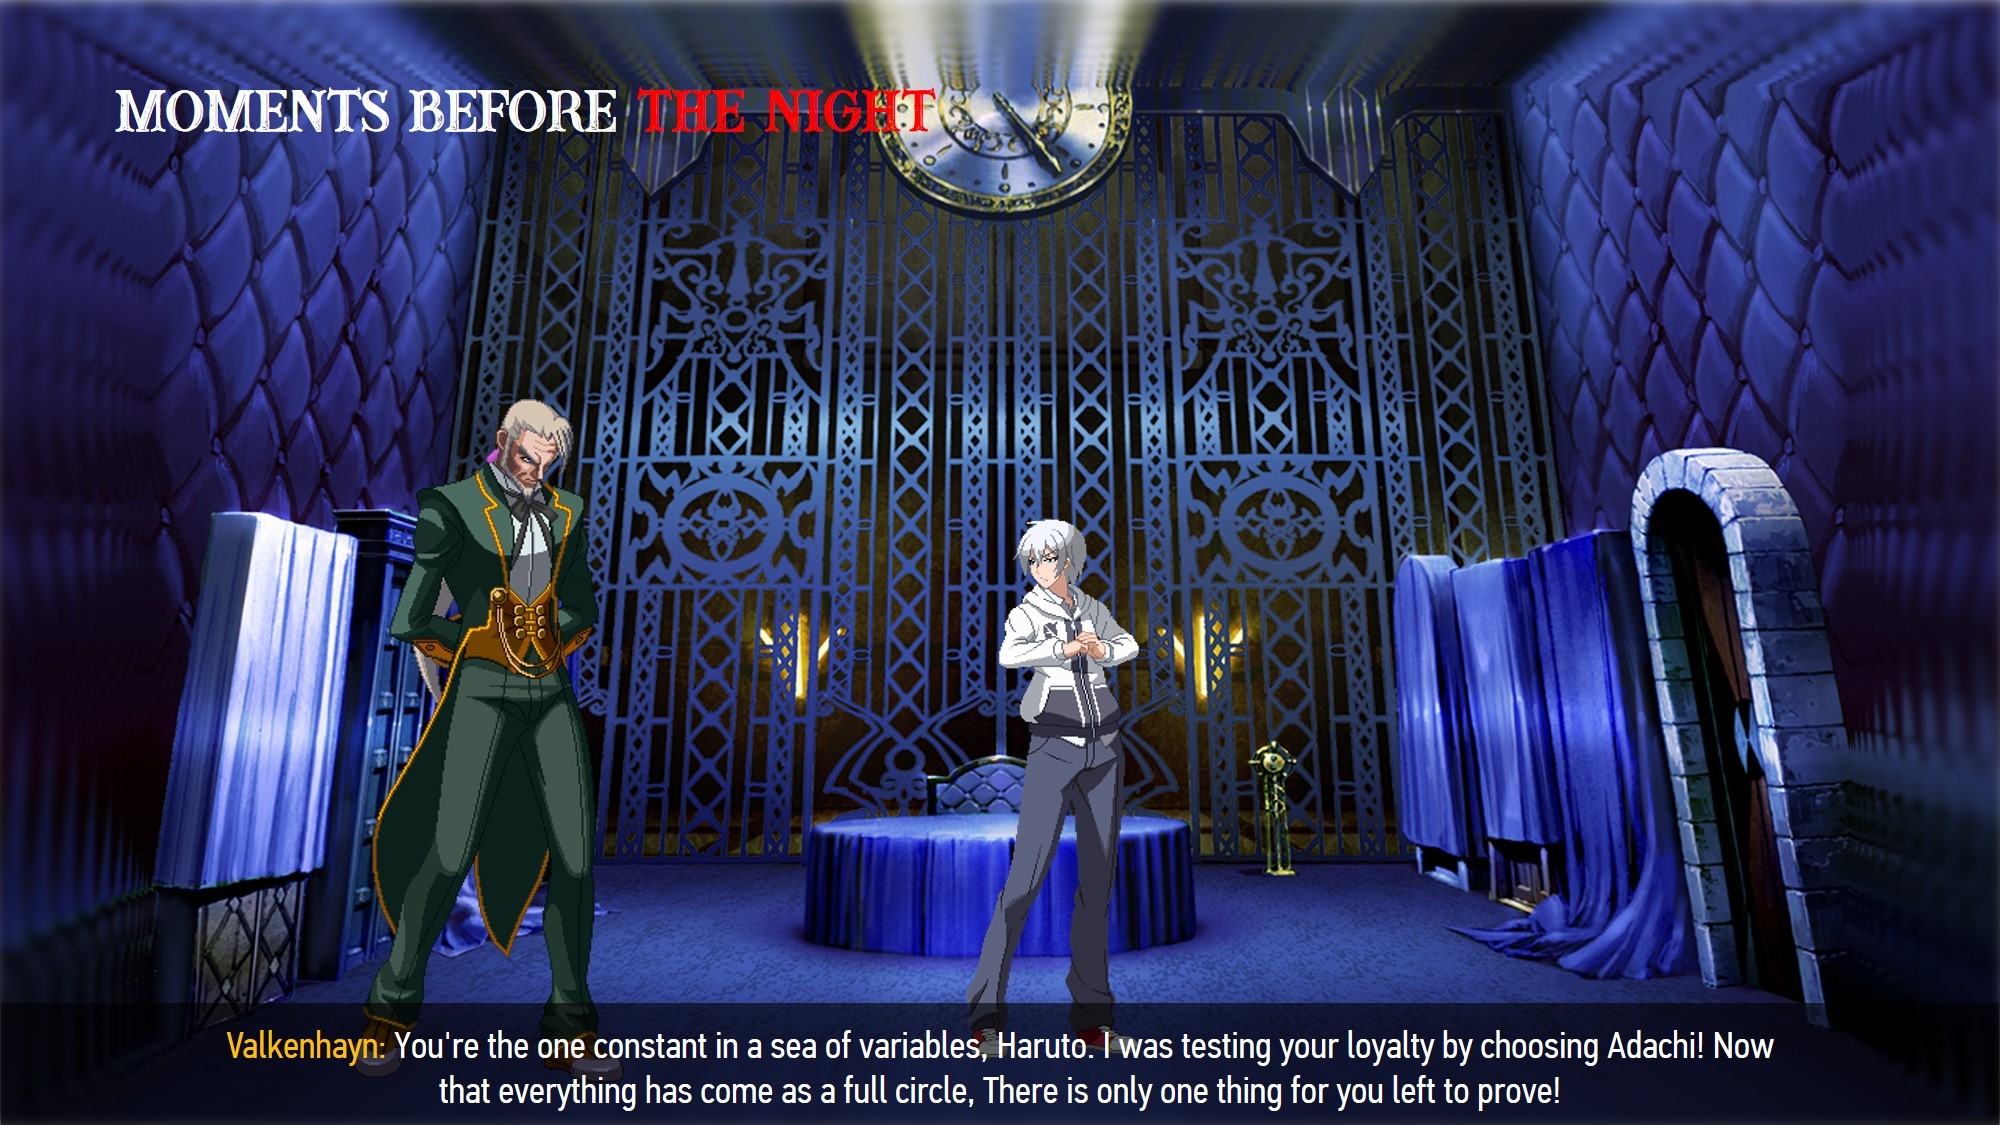 MOMENTS BEFORE THE NIGHT
Valkenhayn: You're the one constant in a sea of variables, Haruto. I was testing your loyalty by choosing Adachi! Now
that everything has come as a full circle, There is only one thing for you left to prove!